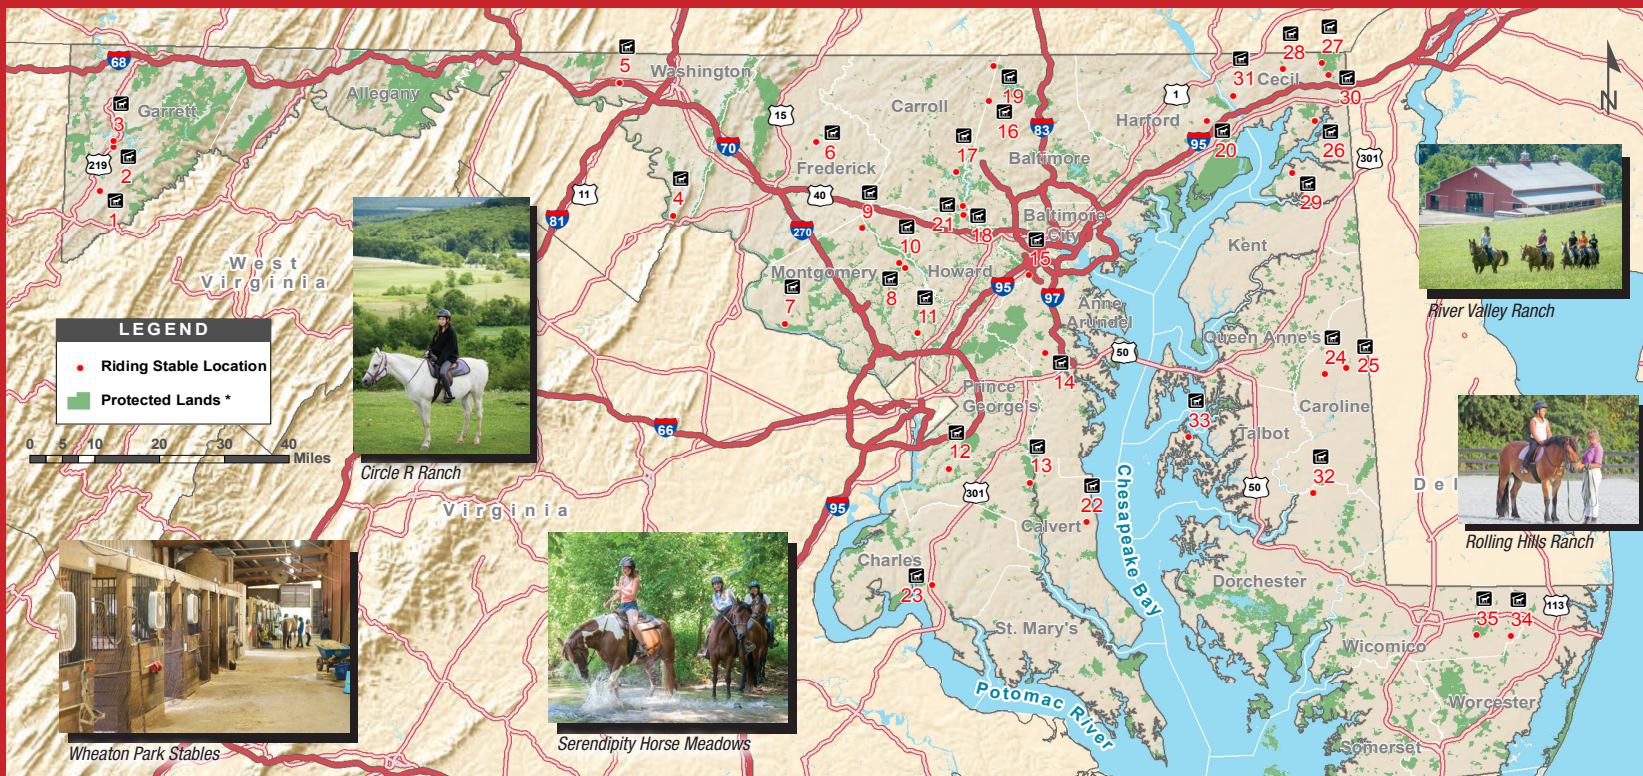 68
Garrett
3
219
2
1
Allegany
5
Washington
70
15
6
Frederick
4
11
81
40
270
9
Carroll
19
16
17
83
Baltimore
21
18
Baltimore
City
15
10
Howard
8
Montgomery
7
11
95
97
Anne
Arundel
14
50
Prince
George's
12
13
301
22
Calvert
Charles
23
St. Mary's
Potomac River
Chesapeake Bay
1
Harford
95
20
31
Cecil
28
27
30
26
301
29
Kent
Queen Anne's
24
25
Caroline
33
Talbot
32
50
Del
Dorchester
35
34
113
Wicomico
Worcester
Somerset
N
West
Virginia
Virginia
66
95
LEGEND
Riding Stable Location
Protected Lands *
0 5 10 20 30 40
Miles
Circle R Ranch
Wheaton Park Stables
Serendipity Horse Meadows
River Valley Ranch
Rolling Hills Ranch